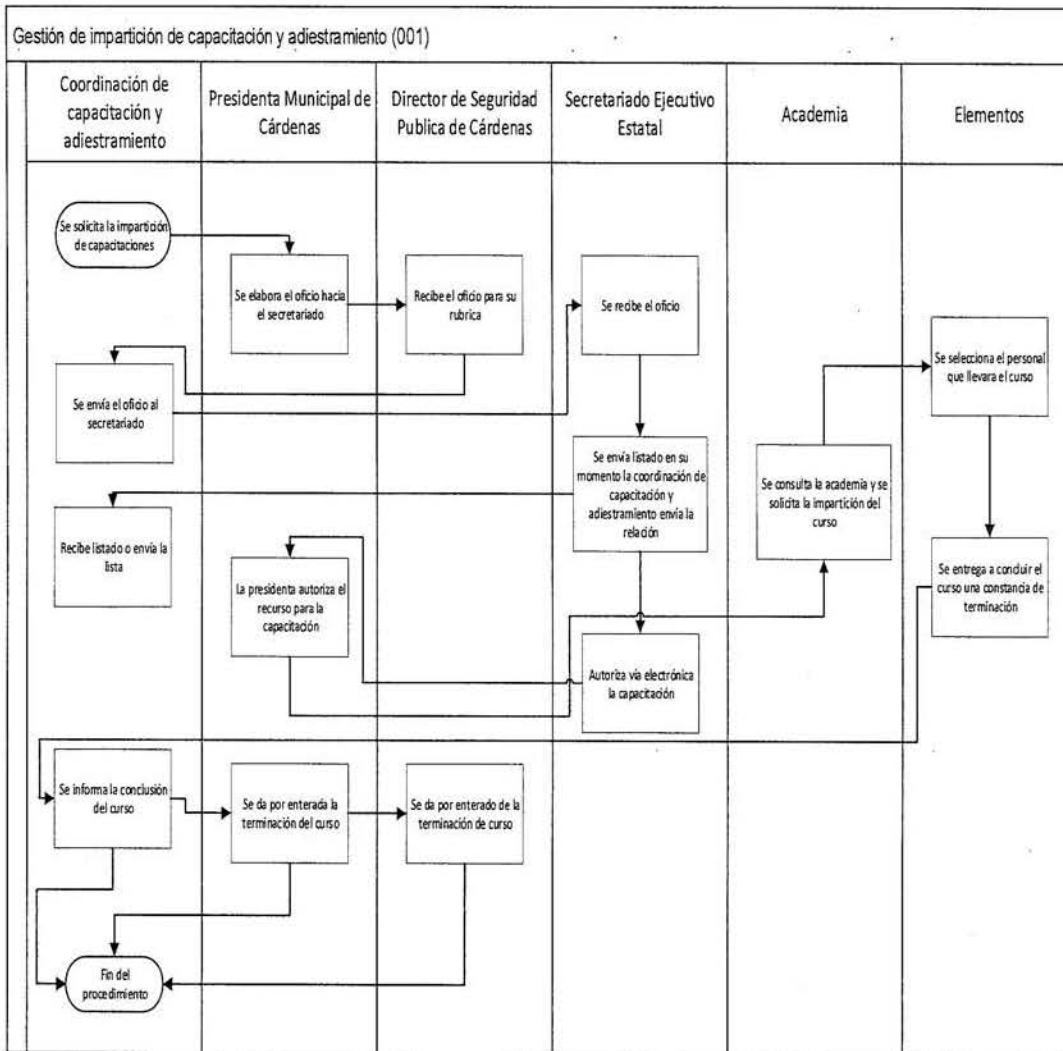 Gestión de impartición de capacitación y adiestramiento (001)
Coordinación de
capacitación y
adiestramiento
Presidenta Municipal de
Cárdenas
Director de Seguridad
Publica de Cárdenas
Secretariado Ejecutivo
Estatal
Academia
Elementos
Se solicita la impartición
de capacitaciones
Se elabora el oficio hacia
el secretariado
Recibe el oficio para su
rubrica
Se recibe el oficio
Se selecciona el personal
que llevara el curso
Se envía el oficio al
secretariado
Se envía listado en su
momento la coordinación de
capacitación y
adiestramiento envía la
relación
Se consulta la academia y se
solicita la impartición del
curso
Recibe listado o envía la
lista
La presidenta autoriza el
recurso para la
capacitación
Se entrega a concluir el
curso una constancia de
terminación
Autoriza vía electrónica
la capacitación
Se informa la conclusión
del curso
Se da por enterada la
terminación del curso
Se da por enterado de la
terminación de curso
Fin del
procedimiento